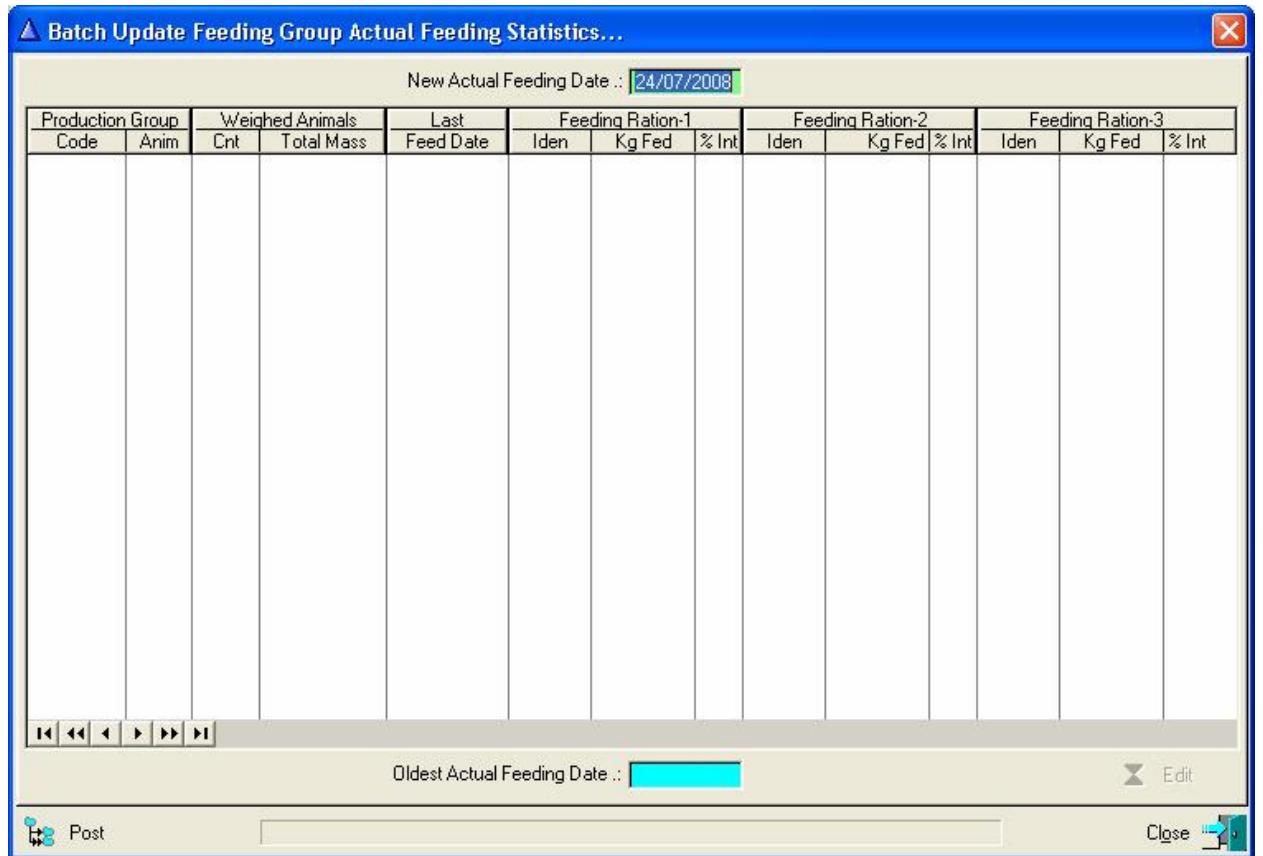 Batch Update Feeding Group Actual Feeding Statistics...
New Actual Feeding Date .: 24/07/2008
Production Group Weighed Animals Last Feeding Ration-1 Feeding Ration-2 Feeding Ration-3
Code Anim Cnt Total Mass Feed Date Iden Kg Fed % Int Iden Kg Fed % Int Iden Kg Fed % Int
Oldest Actual Feeding Date .:
Edit
Post
Close